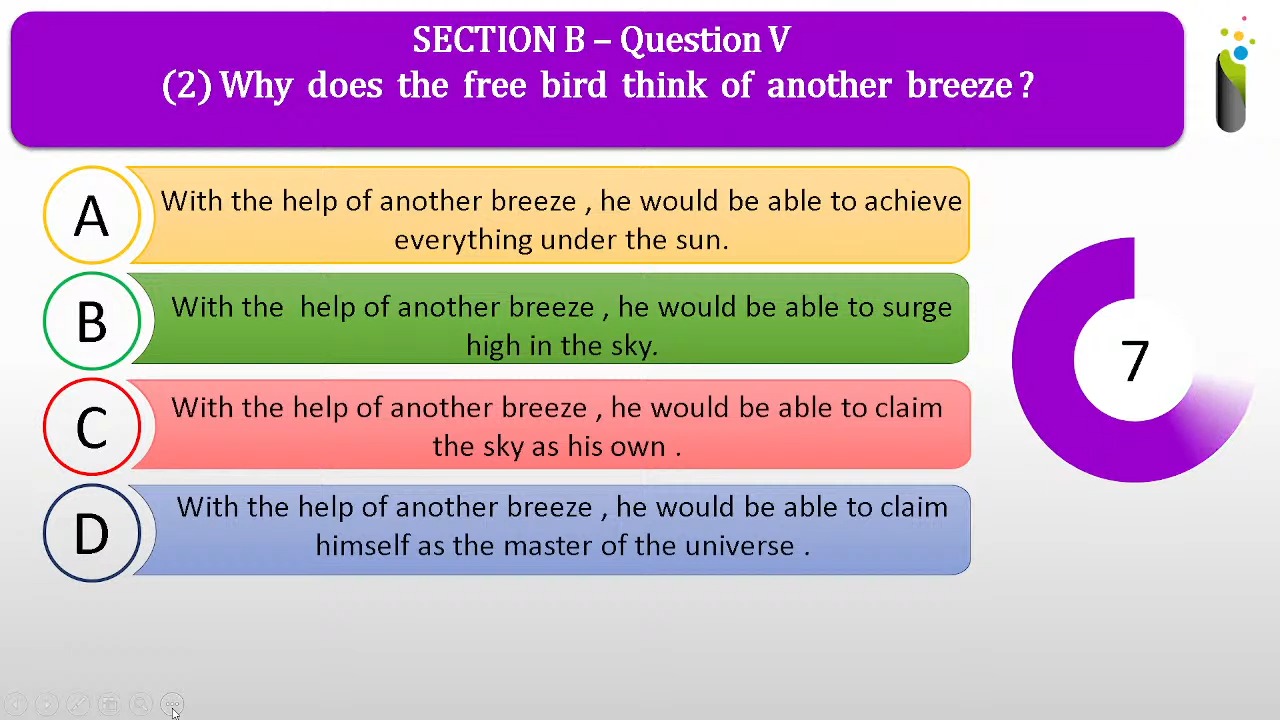 SECTION B – Question V
(2) Why does the free bird think of another breeze ?
A
With the help of another breeze , he would be able to achieve
everything under the sun.
B
With the help of another breeze , he would be able to surge
high in the sky.
C
With the help of another breeze , he would be able to claim
the sky as his own .
D
With the help of another breeze , he would be able to claim
himself as the master of the universe .
7